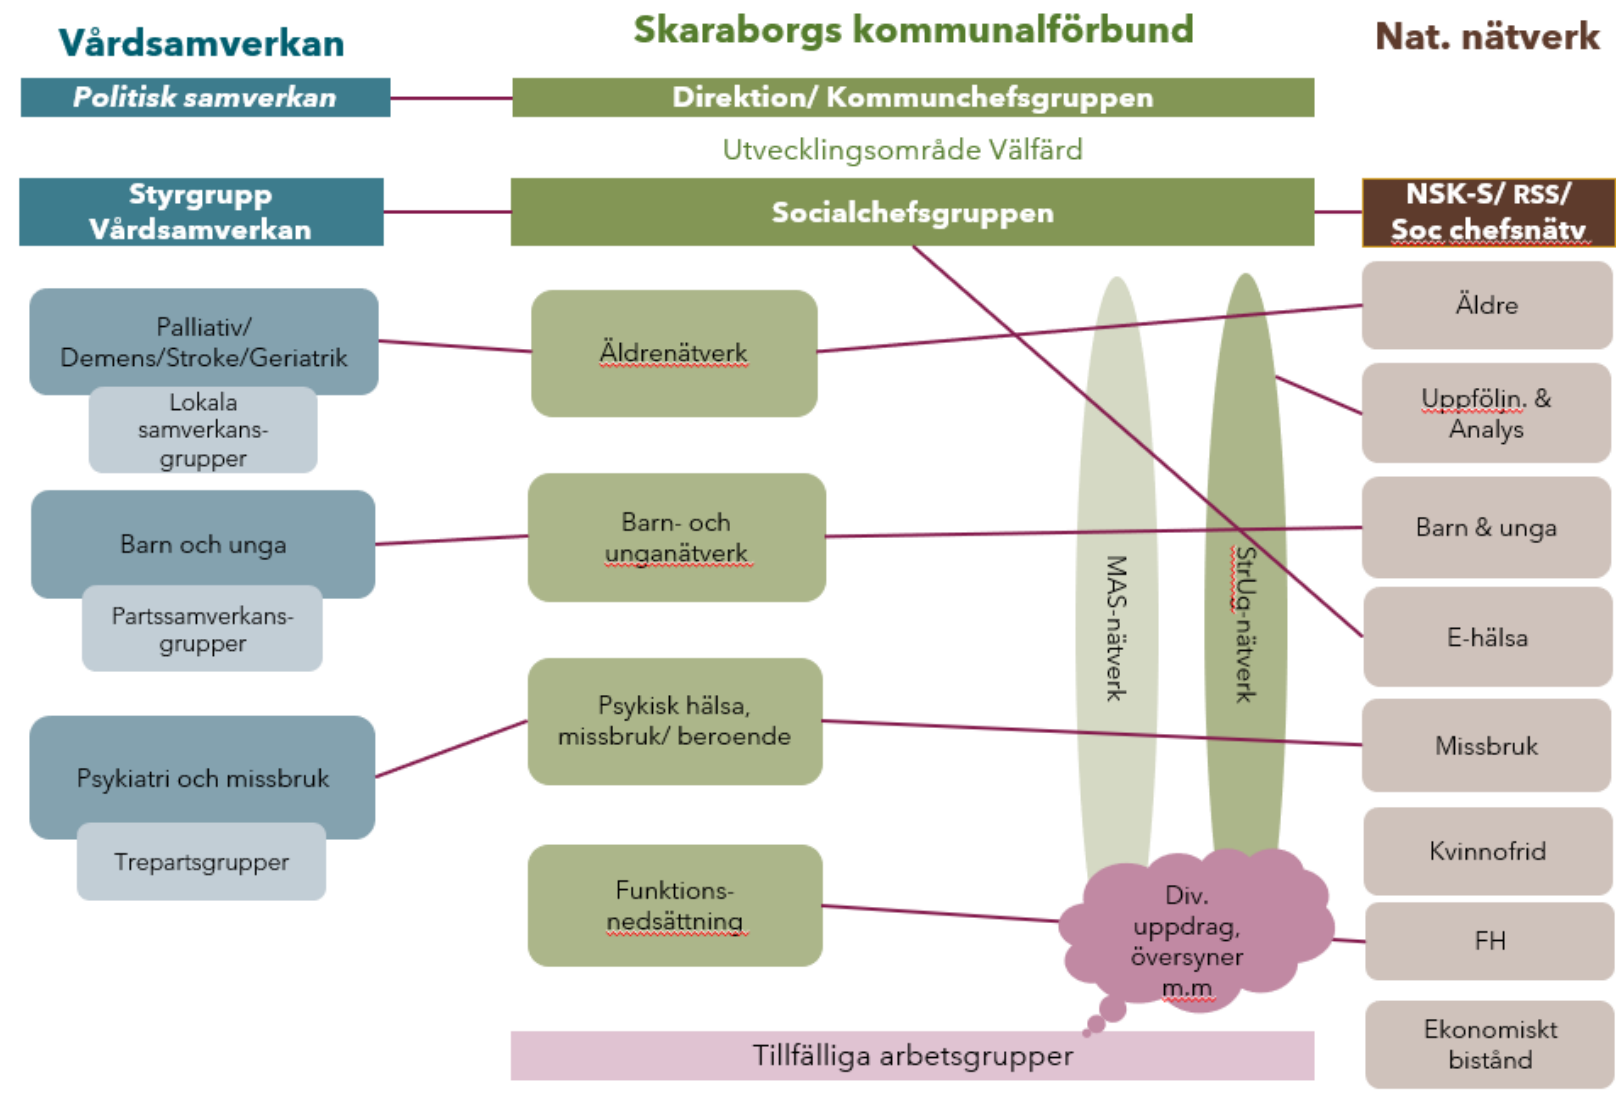 Vårdsamverkan
Skaraborgs kommunalförbund
Nat. nätverk
Politisk samverkan
Direktion/ Kommunchefsgruppen
Utvecklingsområde Välfärd
Styrgrupp
Vårdsamverkan
Socialchefsgruppen
NSK-S/ RSS/
Soc chefsnätv
Palliativ/
Demens/Stroke/Geriatrik
Lokala
samverkans-
grupper
Barn och unga
Partssamverkans-
grupper
Psykiatri och missbruk
Trepartsgrupper
Äldrenätverk
Barn- och
unganätverk
Psykisk hälsa,
missbruk/ beroende
Funktions-
nedsättning
MAS-nätverk
StrUg-nätverk
Div.
uppdrag,
översyner
m.m
Tillfälliga arbetsgrupper
Äldre
Uppföljn. &
Analys
Barn & unga
E-hälsa
Missbruk
Kvinnofrid
FH
Ekonomiskt
bistånd